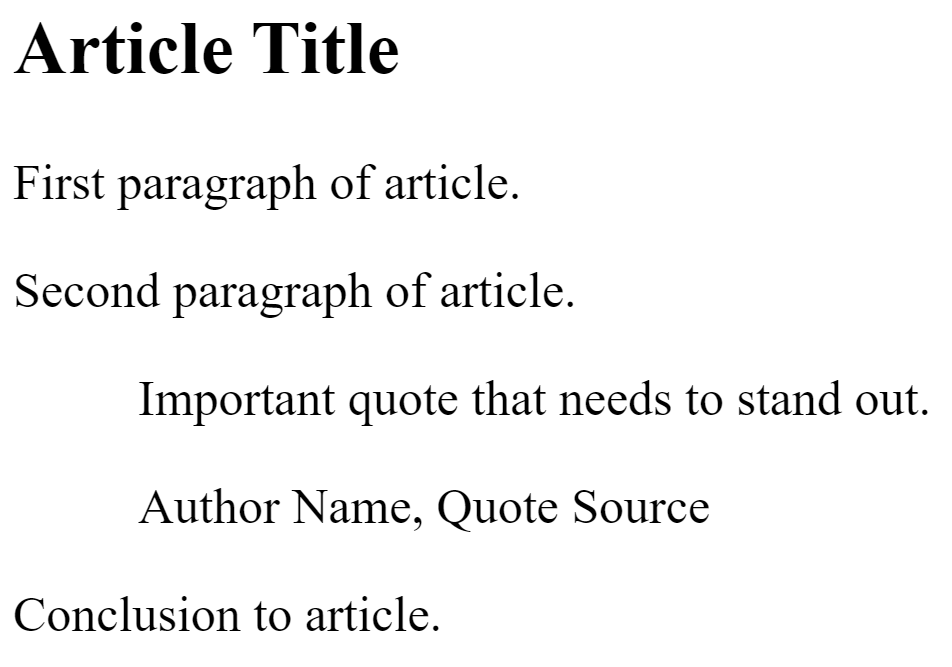 Article Title
First paragraph of article.
Second paragraph of article.
Important quote that needs to stand out.
Author Name, Quote Source
Conclusion to article.